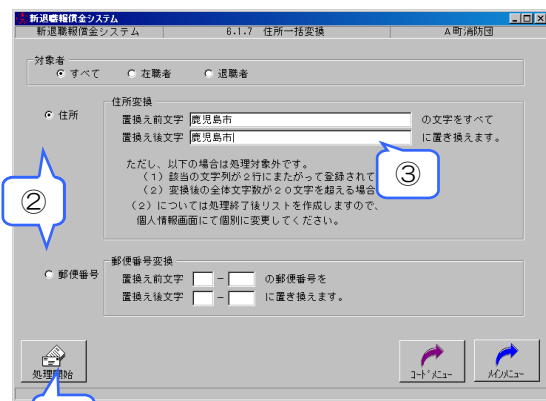 新退職報償金システム
新退職報償金システム 6.1.7 住所一括変換 A町消防団
対象者
すべて 在職者 退職者
住所
住所変換
置換え前文字 鹿児島市 の文字をすべて
置換え後文字 鹿児島市 に置き換えます。
ただし、以下の場合は処理対象外です。
(1) 該当の文字列が2行にまたがって登録されて
(2) 変換後の全体文字数が20文字を超える場合
(2) については処理終了後リストを作成しますので、
個人情報画面にて個別に変更してください。
③
②
郵便番号
郵便番号変換
置換え前文字 - の郵便番号を
置換え後文字 - に置き換えます。
処理開始 コードメニュー メインメニュー